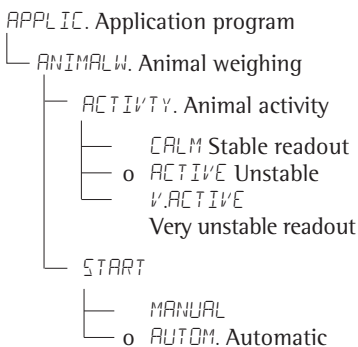 APPLIC. Application program
ANIMALW. Animal weighing
ACTIVTY. Animal activity
CALM Stable readout
o ACTIVE Unstable
V.ACTIVE
Very unstable readout
START
MANUAL
o AUTOM. Automatic